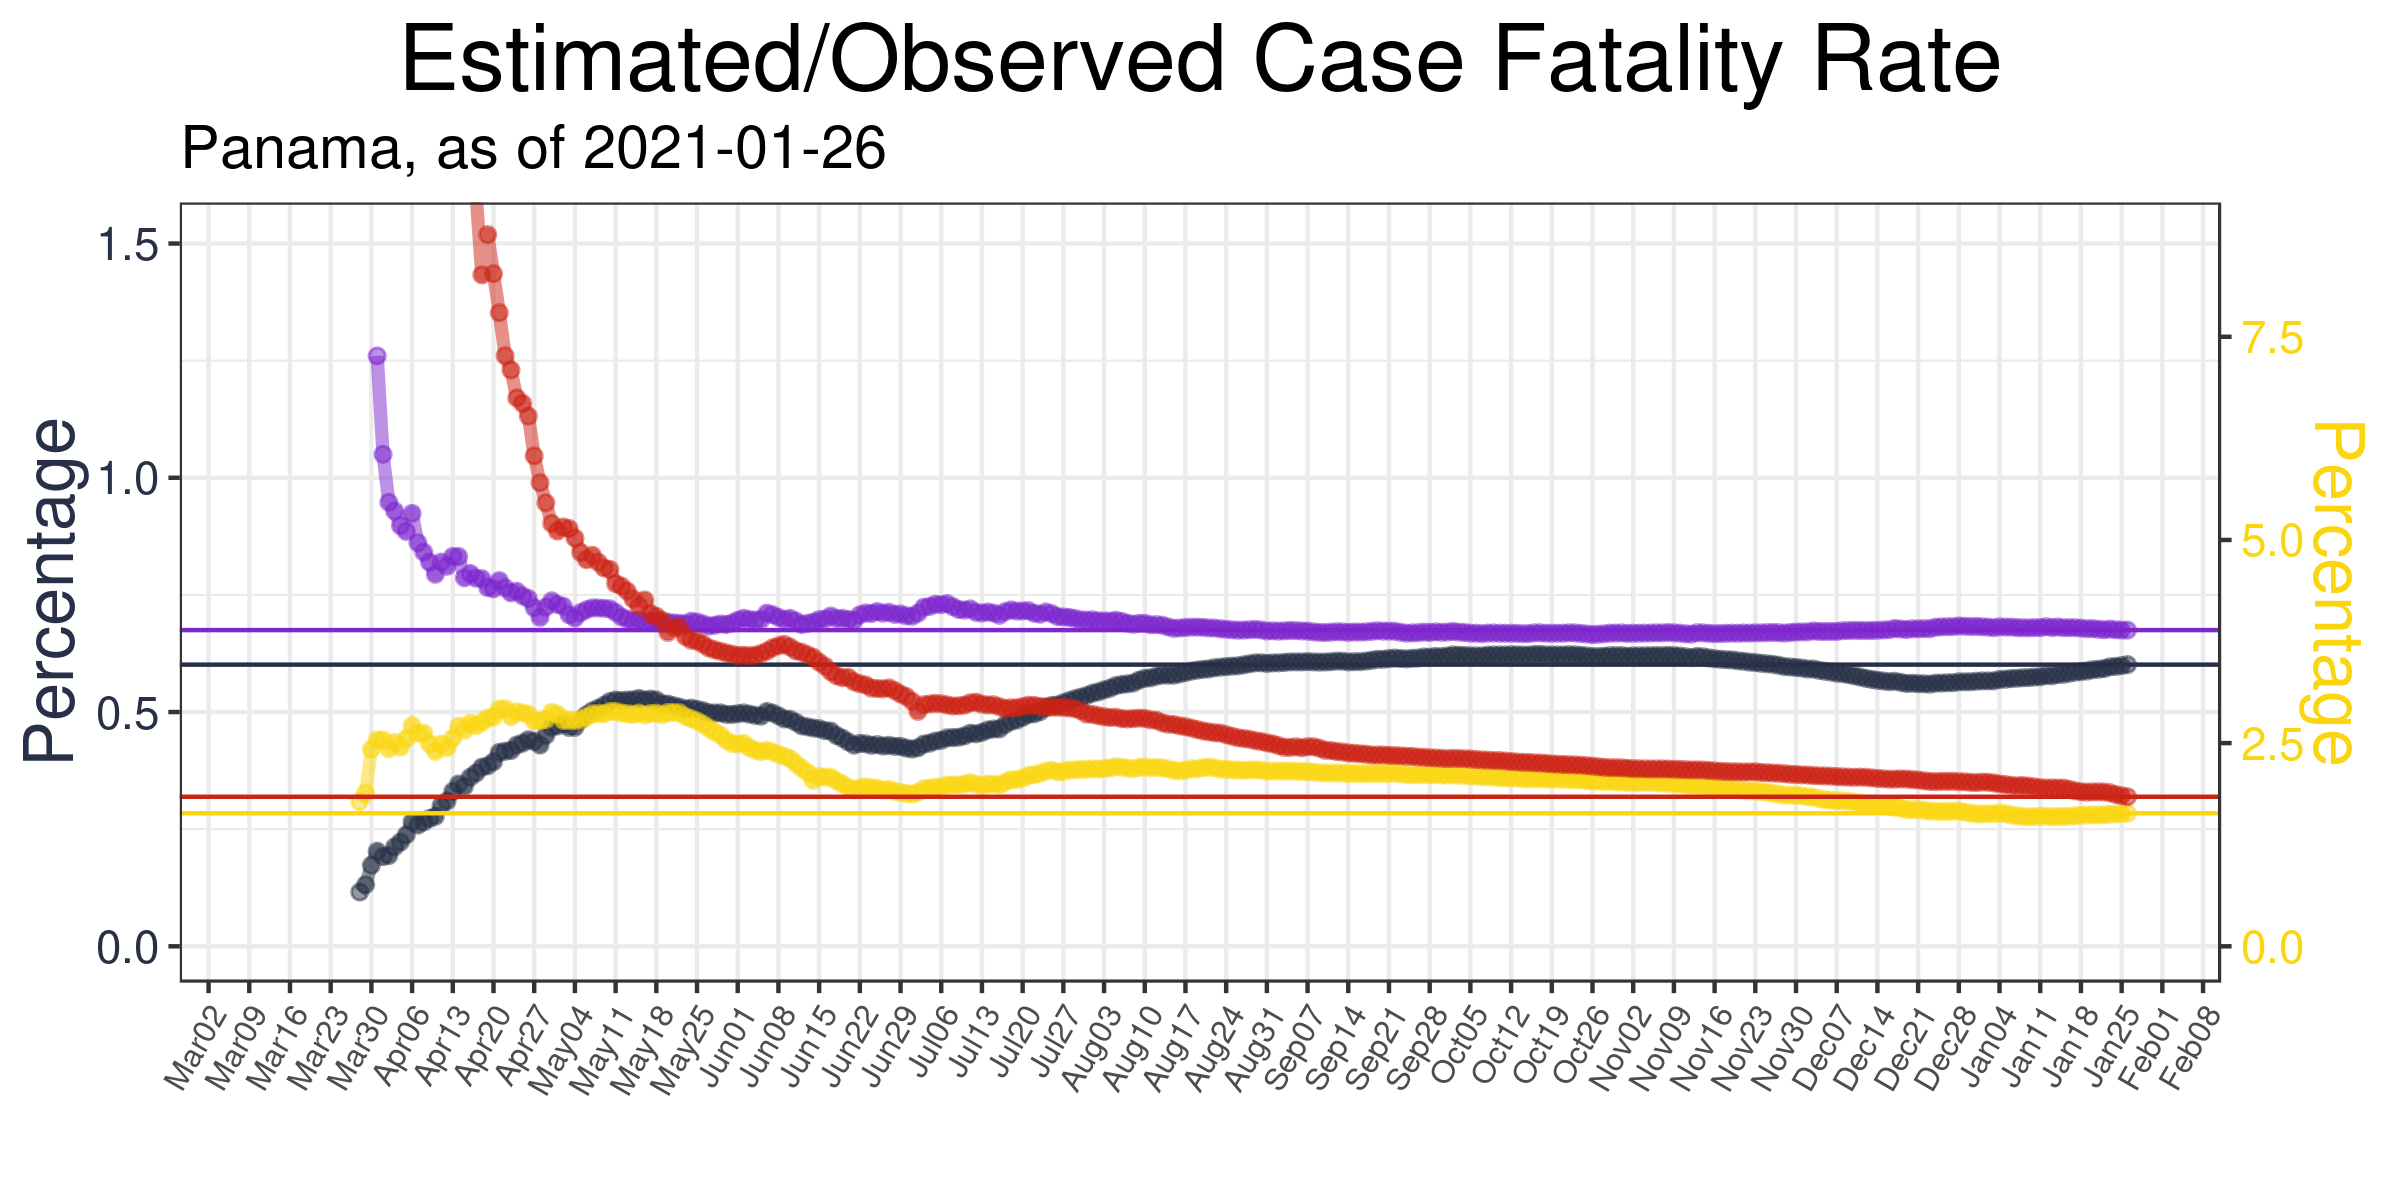 Estimated/Observed Case Fatality Rate
Panama, as of 2021-01-26
Percentage
1.5
1.0
0.5
0.0
7.5
5.0
2.5
0.0
Percentage
Mar02
Mar09
Mar16
Mar23
Mar30
Apr06
Apr13
Apr20
Apr27
May04
May11
May18
May25
Jun01
Jun08
Jun15
Jun22
Jun29
Jul06
Jul13
Jul20
Jul27
Aug03
Aug10
Aug17
Aug24
Aug31
Sep07
Sep14
Sep21
Sep28
Oct05
Oct12
Oct19
Oct26
Nov02
Nov09
Nov16
Nov23
Nov30
Nov07
Dec14
Dec21
Dec28
Dec04
Jan11
Jan18
Jan25
Feb01
Feb08